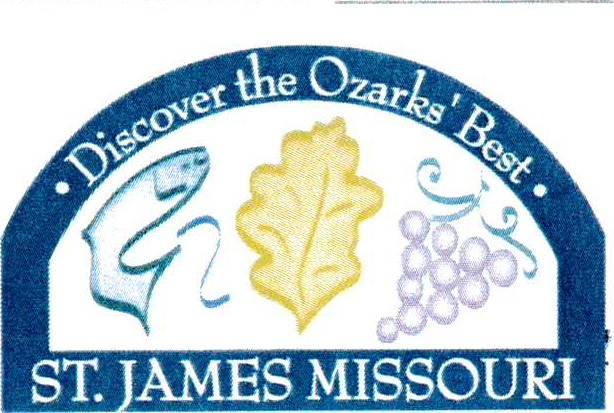 • Discover the Ozarks' Best •
ST. JAMES MISSOURI